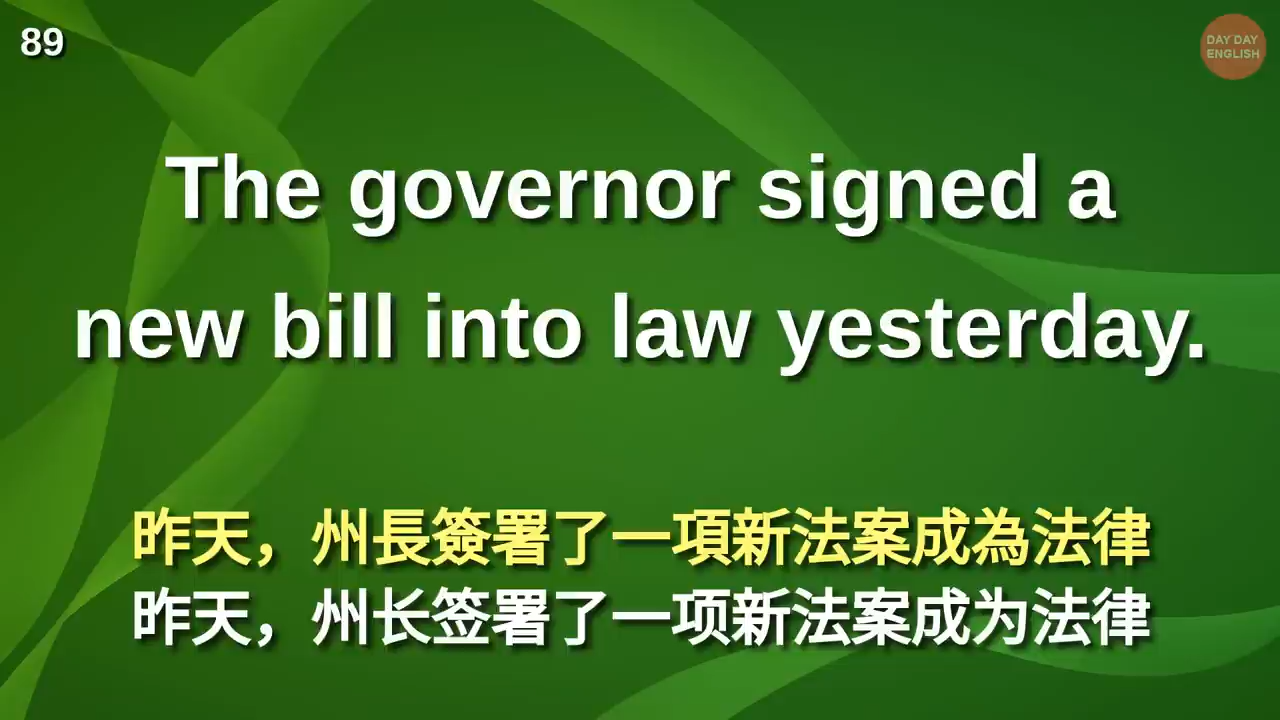 89
DAY DAY
ENGLISH
The governor signed a
new bill into law yesterday.
昨天，州長簽署了一項新法案成為法律
昨天，州长签署了一项新法案成为法律